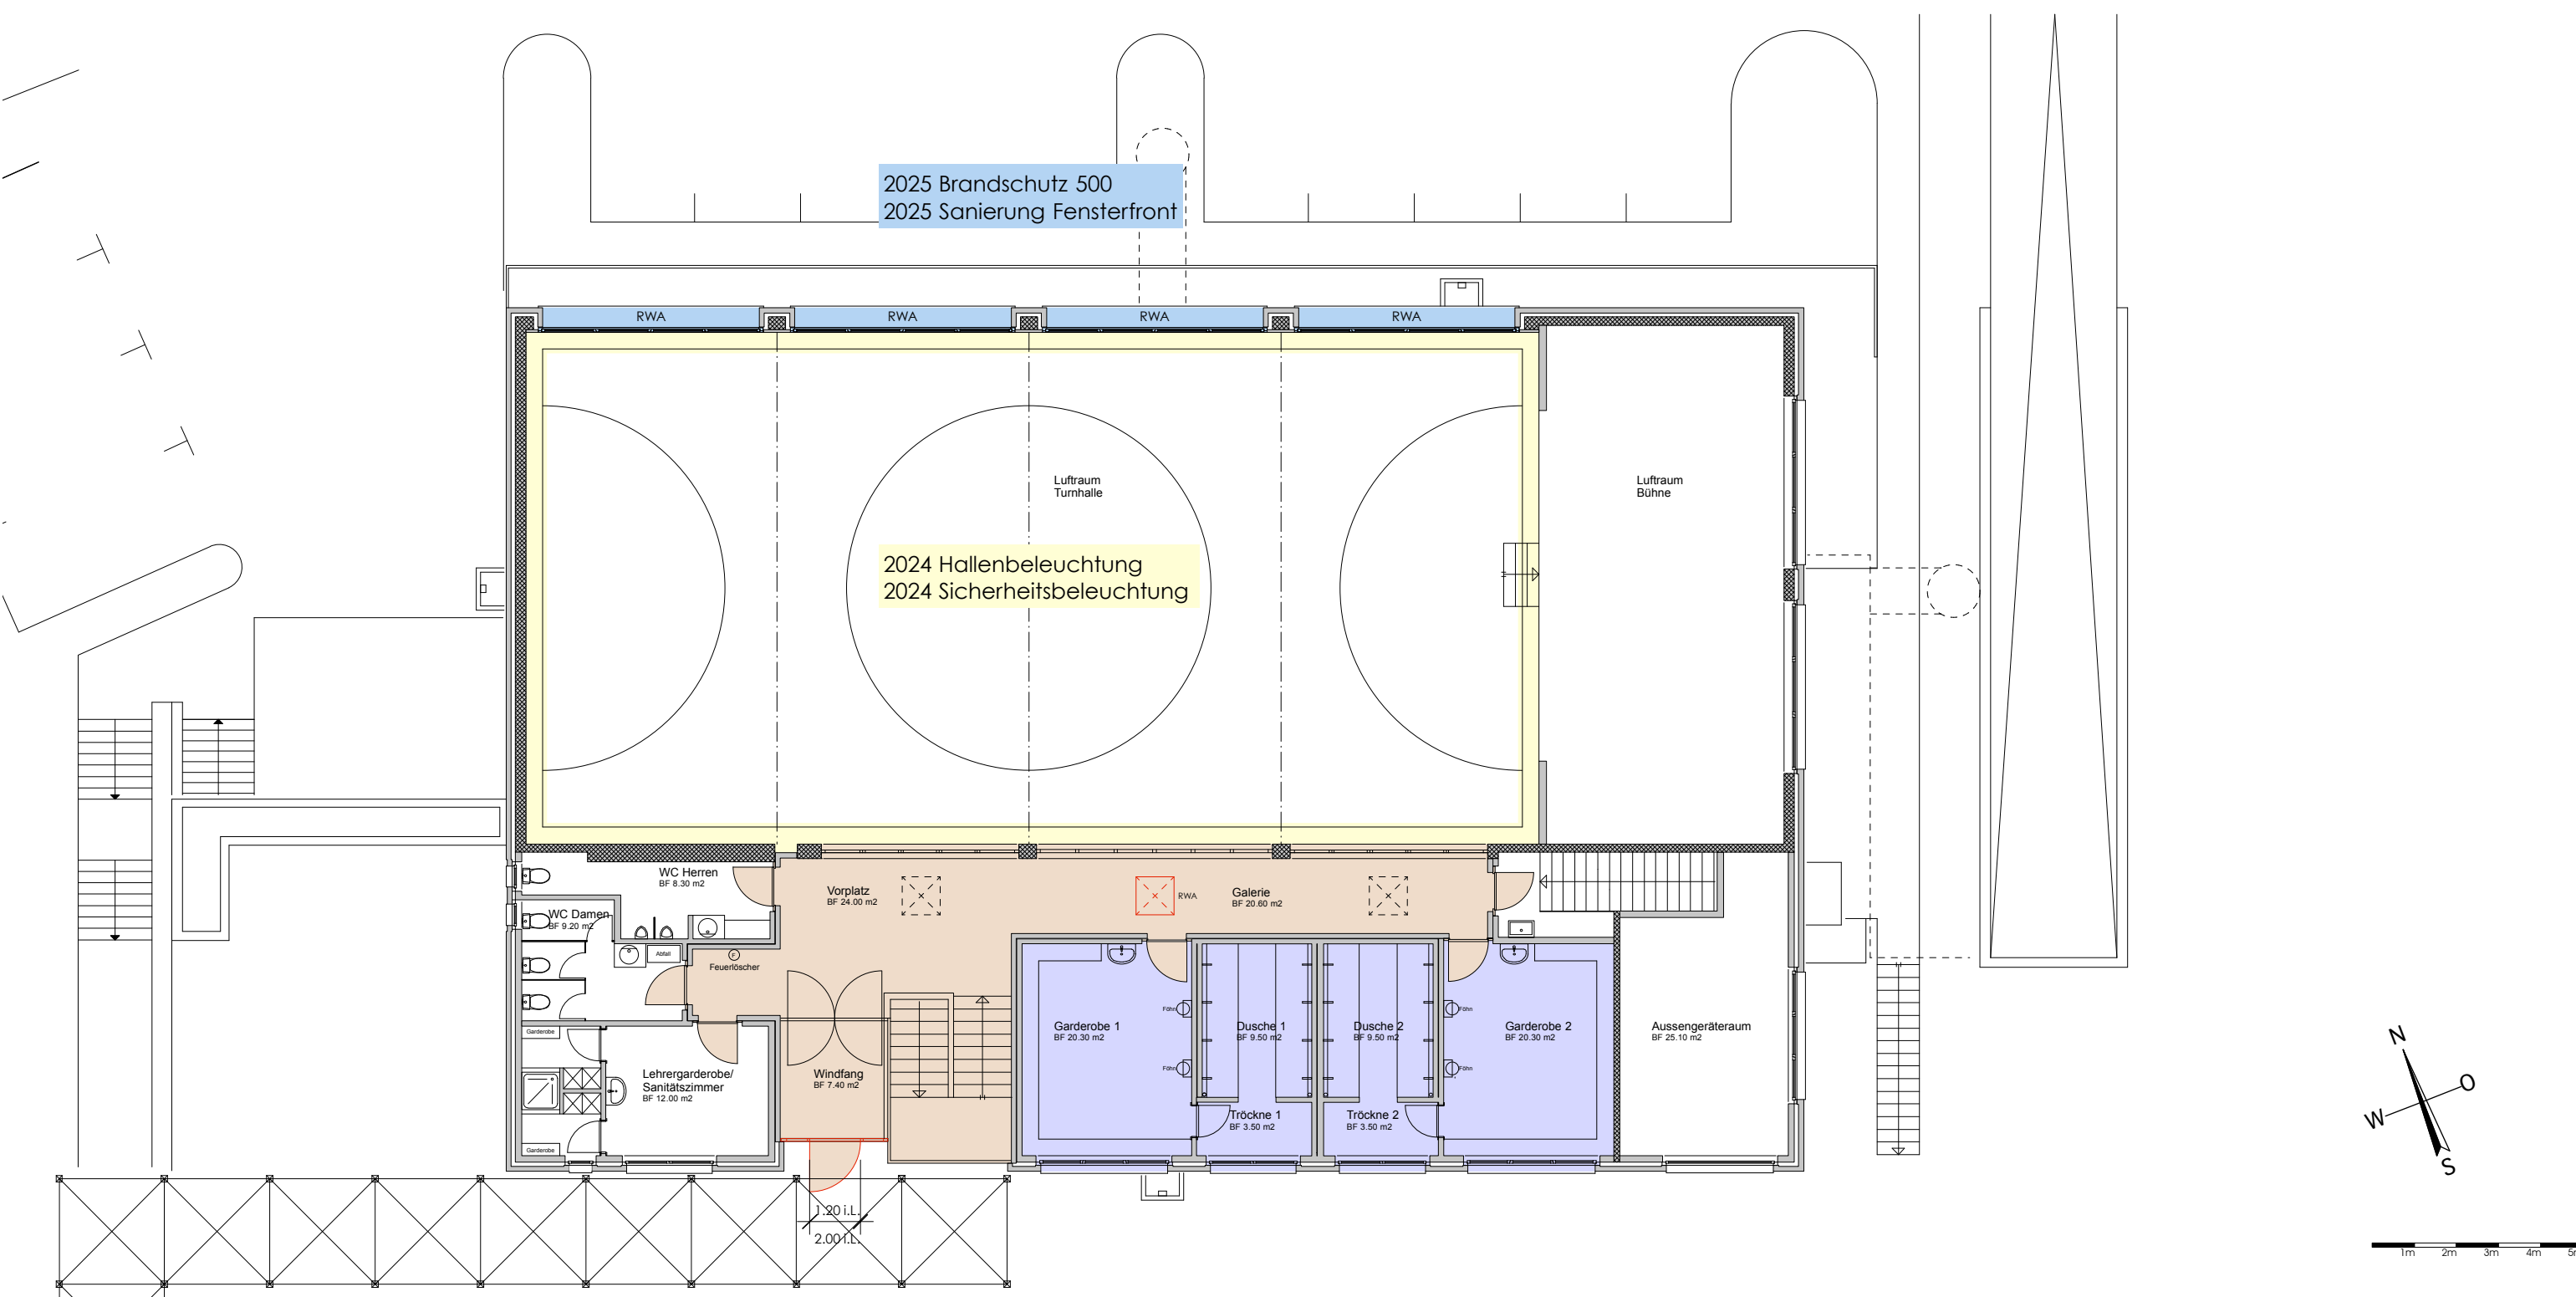 2025 Brandschutz 500
2025 Sanierung Fensterfront
RWA
RWA
RWA
RWA
Luftraum
Turnhalle
Luftraum
Bühne
2024 Hallenbeleuchtung
2024 Sicherheitsbeleuchtung
WC Herren
BF 8.30 m2
Vorplatz
BF 24.00 m2
RWA
Galerie
BF 20.60 m2
WC Damen
BF 9.20 m2
Abfall
F
Feuerlöscher
Garderobe
Lehrergarderobe/
Sanitätszimmer
BF 12.00 m2
Garderobe
Windfang
BF 7.40 m2
Garderobe 1
BF 20.30 m2
Föhn
Föhn
Dusche 1
BF 9.50 m2
Tröckne 1
BF 3.50 m2
Dusche 2
BF 9.50 m2
Tröckne 2
BF 3.50 m2
Föhn
Föhn
Garderobe 2
BF 20.30 m2
Aussengeräteraum
BF 25.10 m2
1.20 i.L.
2.00 i.L.
N
O
W
S
1m 2m 3m 4m